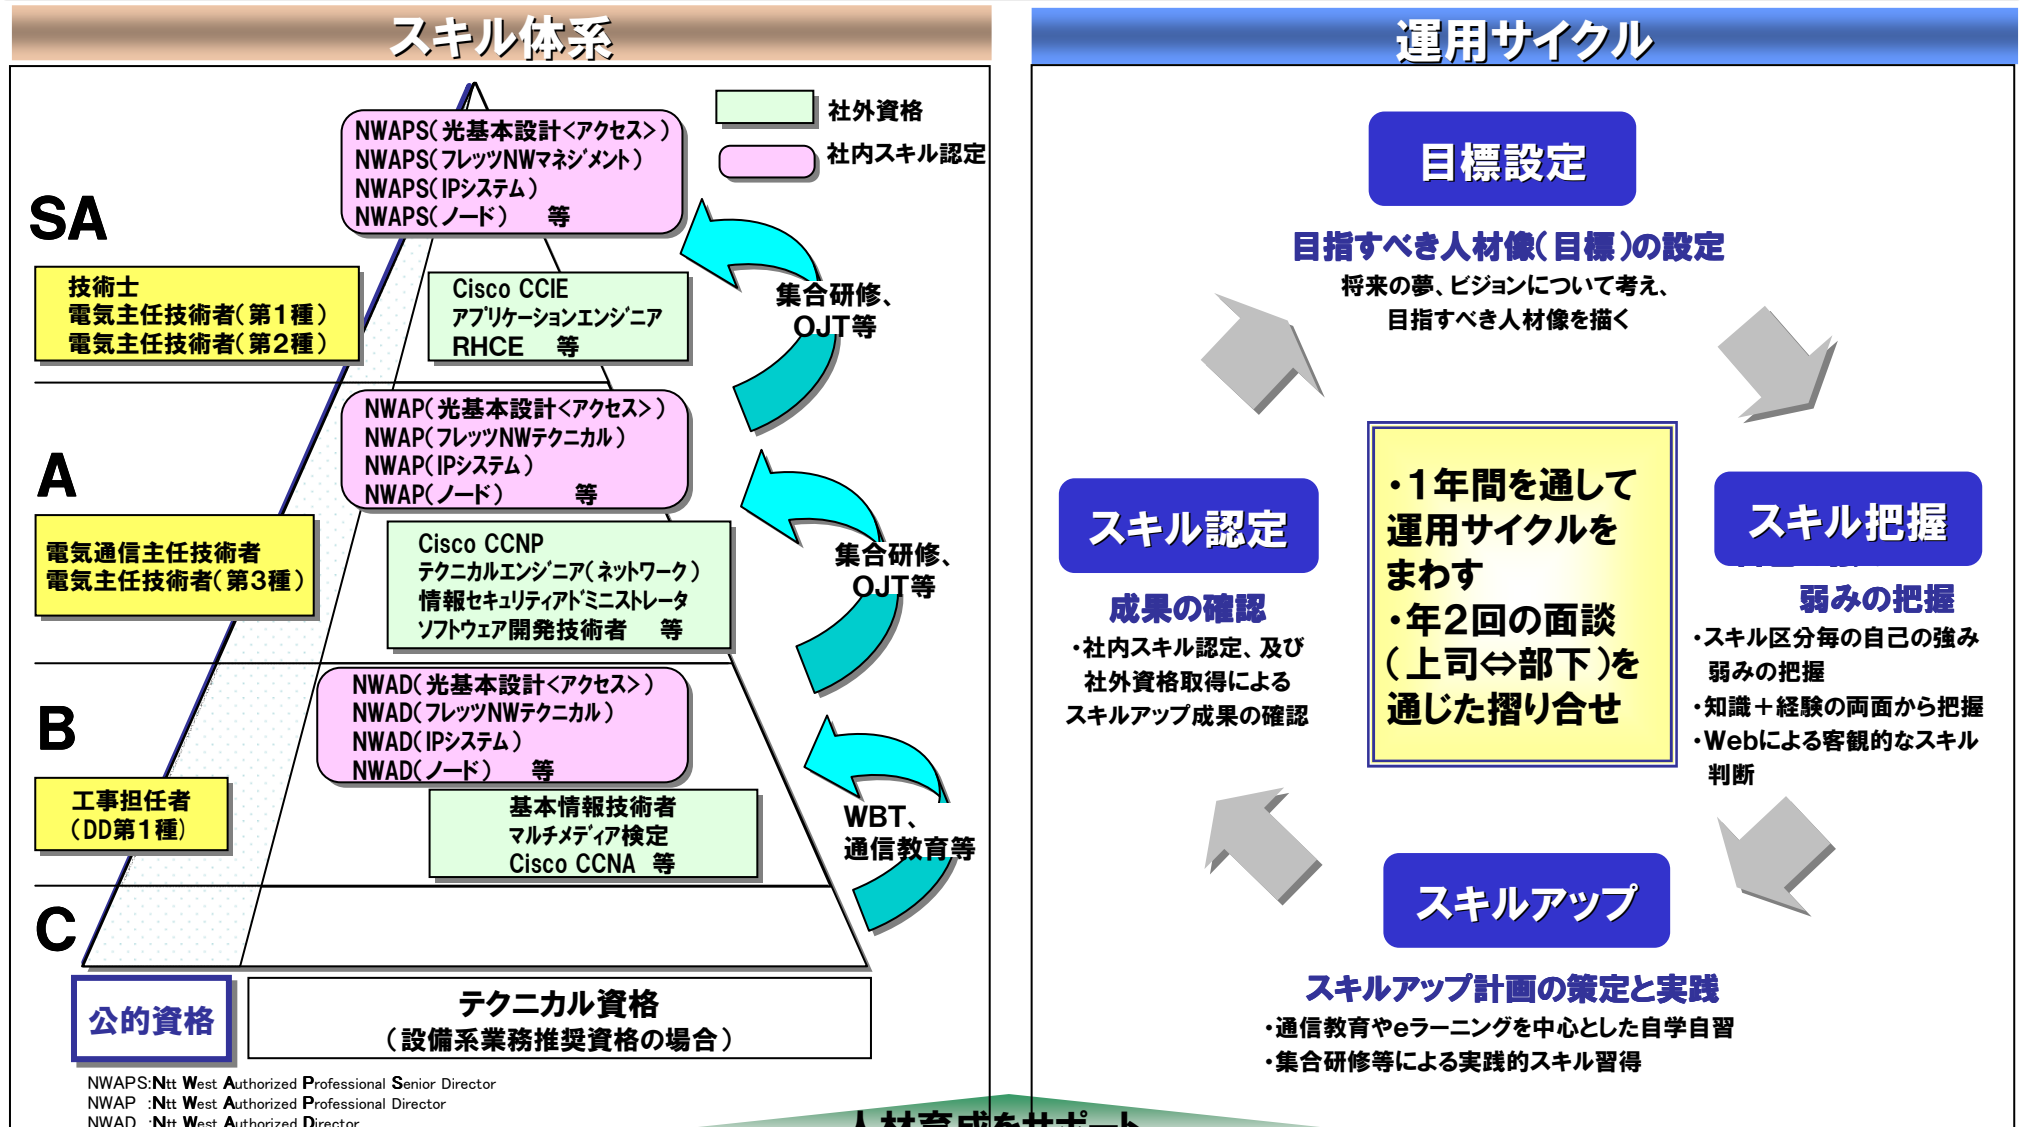 スキル体系
社外資格
社内スキル認定
NWAPS(光基本設計<アクセス>)
NWAPS(フレッツNWマネジメント)
NWAPS(IPシステム)
NWAPS(ノード) 等
SA
技術士
電気主任技術者(第1種)
電気主任技術者(第2種)
Cisco CCIE
アプリケーションエンジニア
RHCE 等
集合研修、
OJT等
NWAP(光基本設計<アクセス>)
NWAP(フレッツNWテクニカル)
NWAP(IPシステム)
NWAP(ノード) 等
A
電気通信主任技術者
電気主任技術者(第3種)
Cisco CCNP
テクニカルエンジニア(ネットワーク)
情報セキュリティアドミニストレータ
ソフトウェア開発技術者 等
集合研修、
OJT等
NWAD(光基本設計<アクセス>)
NWAD(フレッツNWテクニカル)
NWAD(IPシステム)
NWAD(ノード) 等
B
工事担任者
(DD第1種)
基本情報技術者
マルチメディア検定
Cisco CCNA 等
WBT、
通信教育等
C
公的資格
テクニカル資格
(設備系業務推奨資格の場合)
NWAPS:Ntt West Authorized Professional Senior Director
NWAP :Ntt West Authorized Professional Director
NWAD :Ntt West Authorized Director
運用サイクル
目標設定
目指すべき人材像(目標)の設定
将来の夢、ビジョンについて考え、
目指すべき人材像を描く
スキル把握
弱みの把握
・スキル区分毎の自己の強み
弱みの把握
・知識+経験の両面から把握
・Webによる客観的なスキル
判断
・1年間を通して
運用サイクルを
まわす
・年2回の面談
(上司⇔部下)を
通じた摺り合せ
スキル認定
成果の確認
・社内スキル認定、及び
社外資格取得による
スキルアップ成果の確認
スキルアップ
スキルアップ計画の策定と実践
・通信教育やeラーニングを中心とした自学自習
・集合研修等による実践的スキル習得
人材育成をサポート